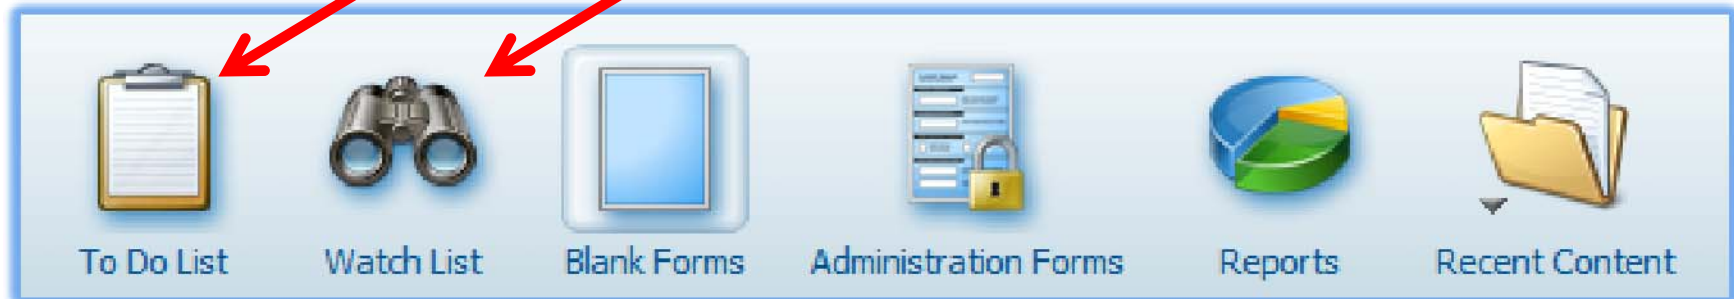 To Do List
Watch List
Blank Forms
Administration Forms
Reports
Recent Content